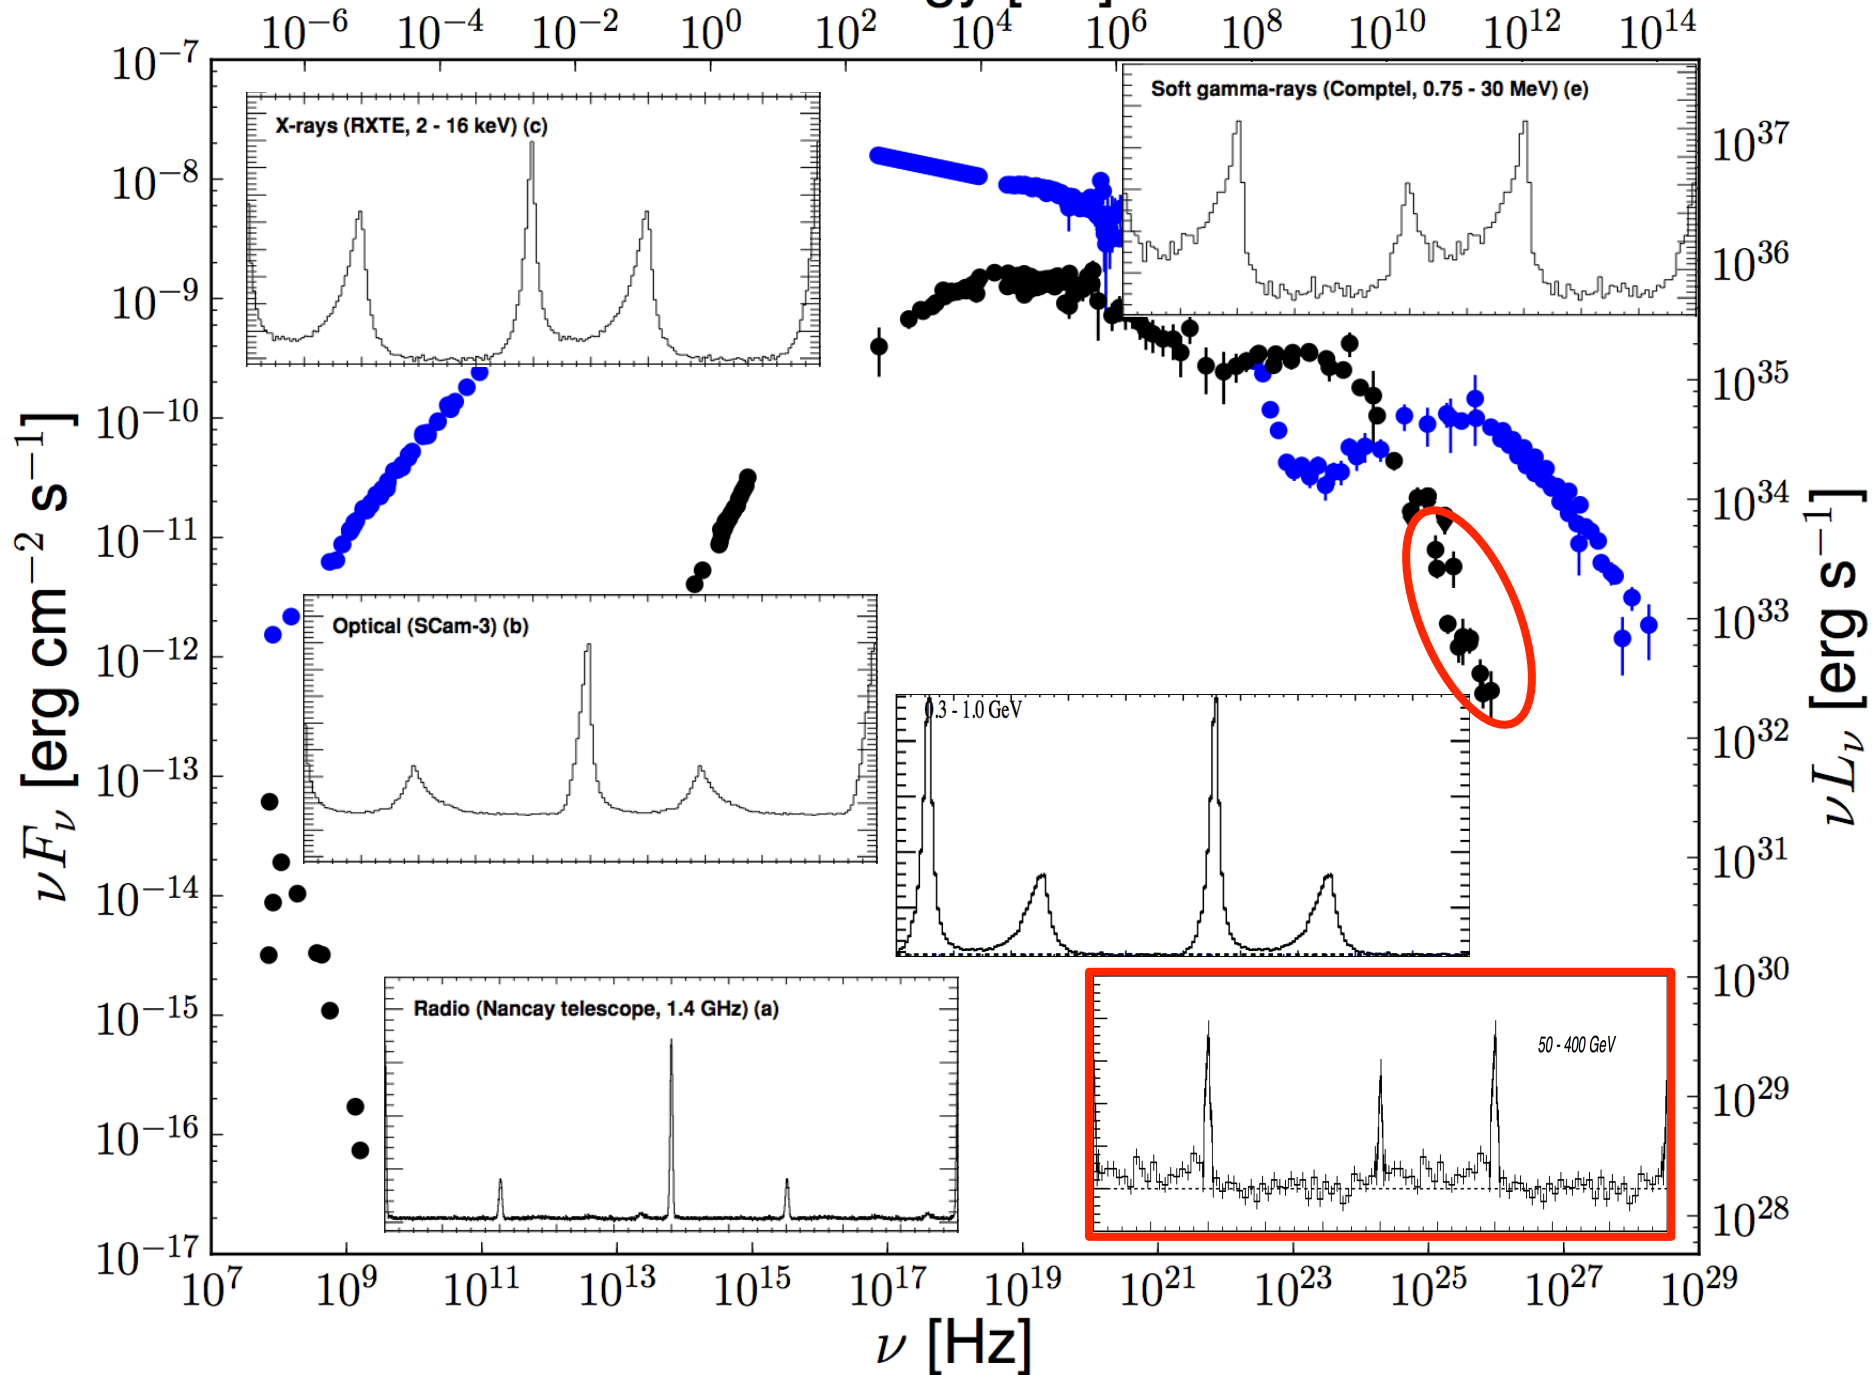 10^−6 10^−4 10^−2 10^0 10^2 10^4 10^6 10^8 10^10 10^12 10^14
10^−7
10^−8
10^−9
10^−10
10^−11
10^−12
10^−13
10^−14
10^−15
10^−16
10^−17
νF_ν [erg cm^−2 s^−1]
X-rays (RXTE, 2 - 16 keV) (c)
Soft gamma-rays (Comptel, 0.75 - 30 MeV) (e)
Optical (SCam-3) (b)
0.3 - 1.0 GeV
Radio (Nancay telescope, 1.4 GHz) (a)
50 - 400 GeV
10^37
10^36
10^35
10^34
10^33
10^32
10^31
10^30
10^29
10^28
νL_ν [erg s^−1]
10^7 10^9 10^11 10^13 10^15 10^17 10^19 10^21 10^23 10^25 10^27 10^29
ν [Hz]